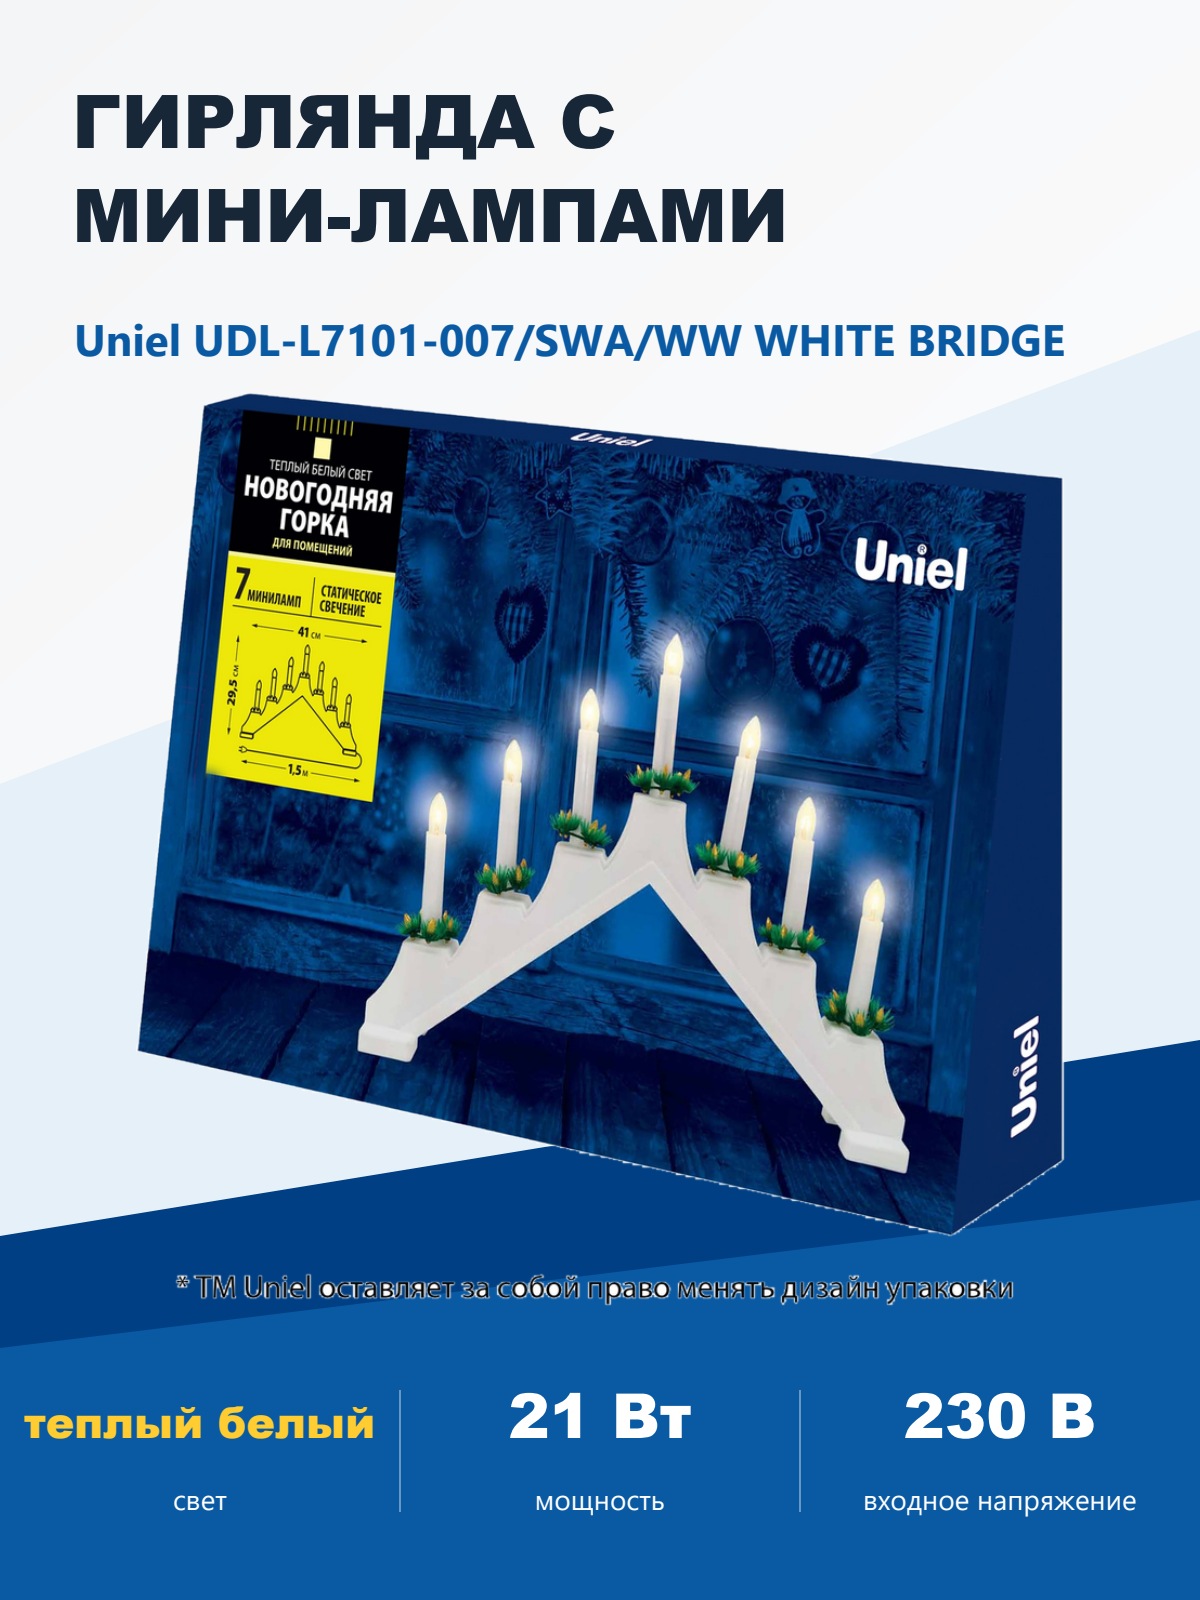 ГИРЛЯНДА С
МИНИ-ЛАМПАМИ
Uniel UDL-L7101-007/SWA/WW WHITE BRIDGE
Uniel
ТЕПЛЫЙ БЕЛЫЙ СВЕТ
НОВОГОДНЯЯ
ГОРКА
ДЛЯ ПОМЕЩЕНИЙ
7 МИНИЛАМП
СТАТИЧЕСКОЕ
СВЕЧЕНИЕ
41 СМ
29,5 СМ
1,5 М
Uniel®
Uniel®
* ТМ Uniel оставляет за собой право менять дизайн упаковки
теплый белый
свет
21 Вт
мощность
230 В
входное напряжение